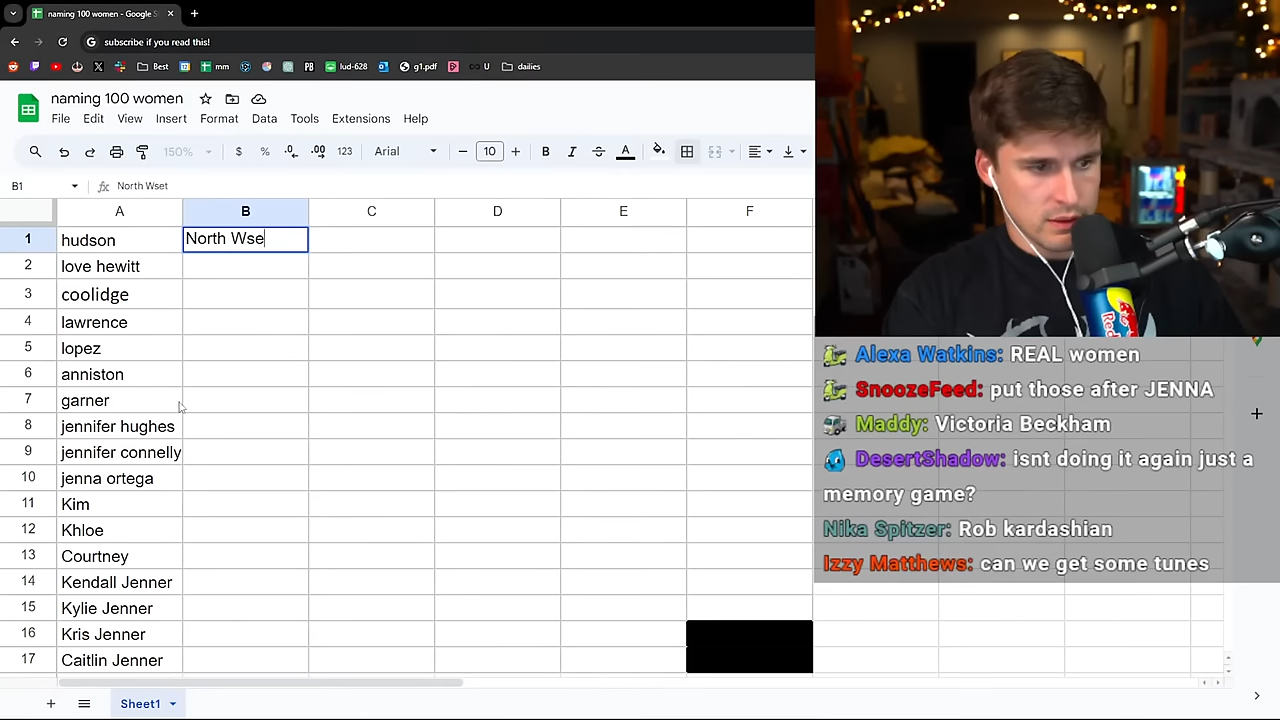 naming 100 women - Google S
subscribe if you read this!
Best
mm
lud-628
g1.pdf
U
dailies
naming 100 women
File Edit View Insert Format Data Tools Extensions Help
150% $ % .0 .00 123 Arial 10 B I A
B1 fx North Wset
A B C D E F
1 hudson North Wse
2 love hewitt
3 coolidge
4 lawrence
5 lopez
6 anniston
7 garner
8 jennifer hughes
9 jennifer connelly
10 jenna ortega
11 Kim
12 Khloe
13 Courtney
14 Kendall Jenner
15 Kylie Jenner
16 Kris Jenner
17 Caitlin Jenner
Sheet1
Red
Alexa Watkins: REAL women
SnoozeFeed: put those after JENNA
Maddy: Victoria Beckham
DesertShadow: isnt doing it again just a
memory game?
Nika Spitzer: Rob kardashian
Izzy Matthews: can we get some tunes